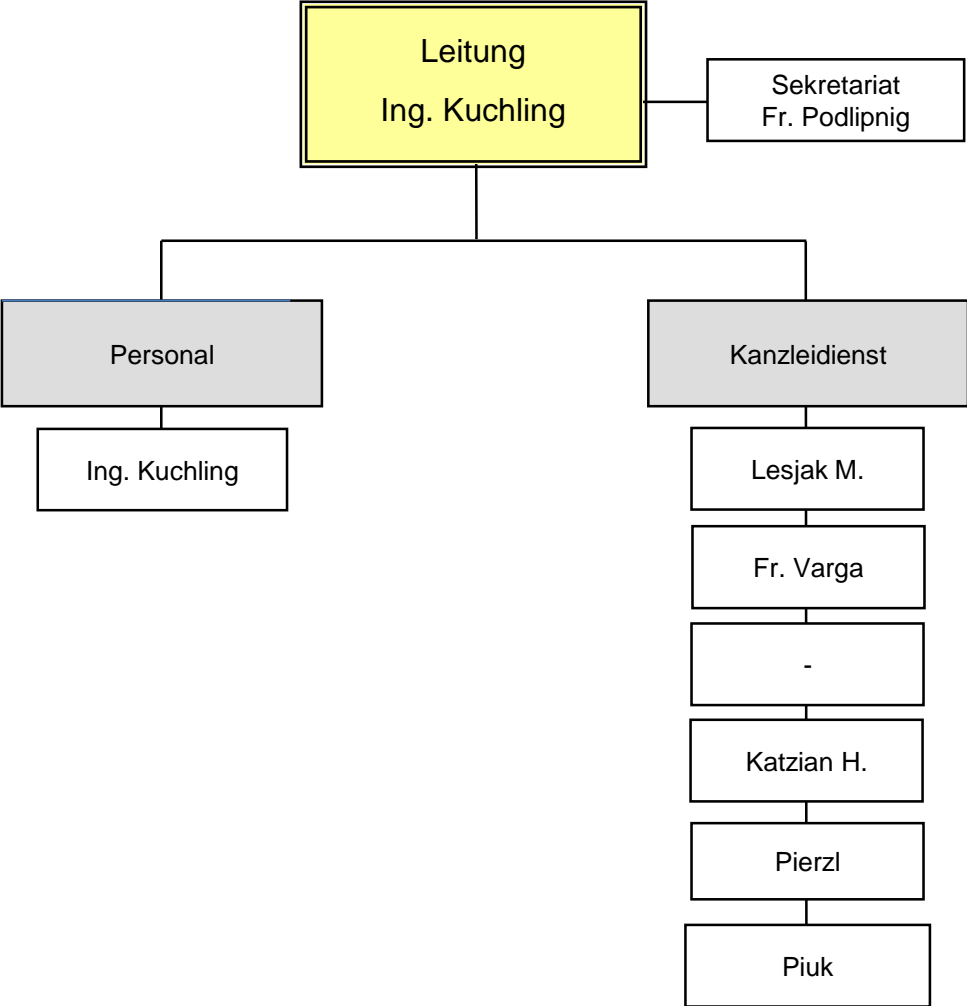 Leitung
Ing. Kuchling
Sekretariat
Fr. Podlipnig
Personal
Kanzleidienst
Ing. Kuchling
Lesjak M.
Fr. Varga
-
Katzian H.
Pierzl
Piuk